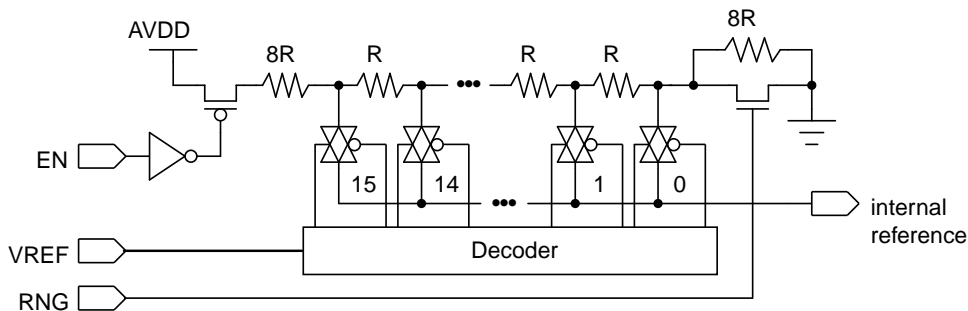 AVDD
8R
R
R
R
8R
EN
15
14
1
0
internal
reference
VREF
Decoder
RNG